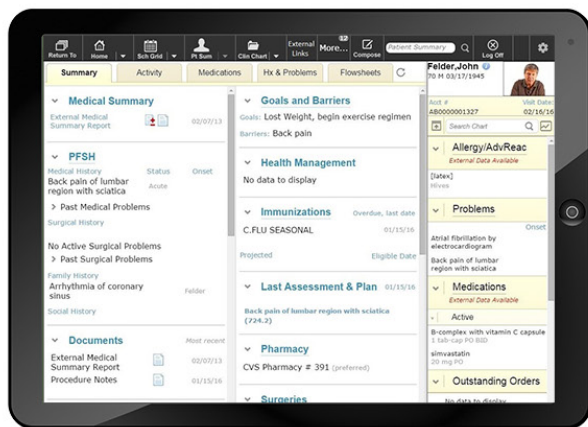 Return To
Home
Sch Grid
Pt Sum
Clin Chart
External Links
More...
12
Compose
Patient Summary
Log Off
Summary
Activity
Medications
Hx & Problems
Flowsheets
Medical Summary
External Medical
Summary Report
02/07/13
PFSH
Medical History Status Onset
Back pain of lumbar
region with sciatica
Acute
> Past Medical Problems
Surgical History
No Active Surgical Problems
> Past Surgical Problems
Family History
Arrhythmia of coronary
sinus
Felder
Social History
Documents Most recent
External Medical
Summary Report
02/07/13
Procedure Notes 01/15/16
Goals and Barriers
Goals: Lost Weight, begin exercise regimen
Barriers: Back pain
Health Management
No data to display
Immunizations Overdue, last date
C.FLU SEASONAL 01/15/16
Projected Eligible Date
Last Assessment & Plan 01/15/16
Back pain of lumbar region with sciatica
(724.2)
Pharmacy
CVS Pharmacy # 391 (preferred)
Surgeries
Felder,John
70 M 03/17/1945
Acct # Visit Date:
AB0000001327 02/16/16
Search Chart
Allergy/AdvReac
External Data Available
[latex]
Hives
Problems
Onset
Atrial fibrillation by
electrocardiogram
Back pain of lumbar
region with sciatica
Medications
External Data Available
Active
B-complex with vitamin C capsule
1 tab-cap PO BID
simvastatin
20 mg PO
Outstanding Orders
No data to display